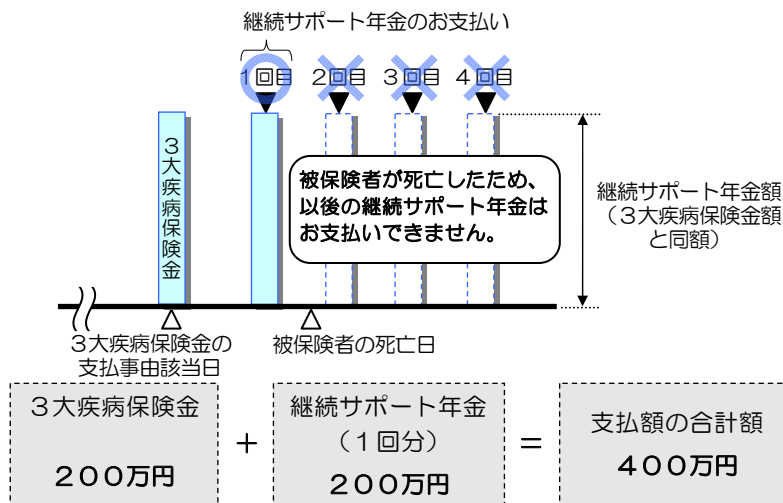 継続サポート年金のお支払い
1回目
2回目
3回目
4回目
3大疾病保険金
被保険者が死亡したため、
以後の継続サポート年金は
お支払いできません。
継続サポート年金額
(3大疾病保険金額
と同額)
3大疾病保険金の
支払事由該当日
被保険者の死亡日
3大疾病保険金
200万円
+
継続サポート年金
(1回分)
200万円
=
支払額の合計額
400万円